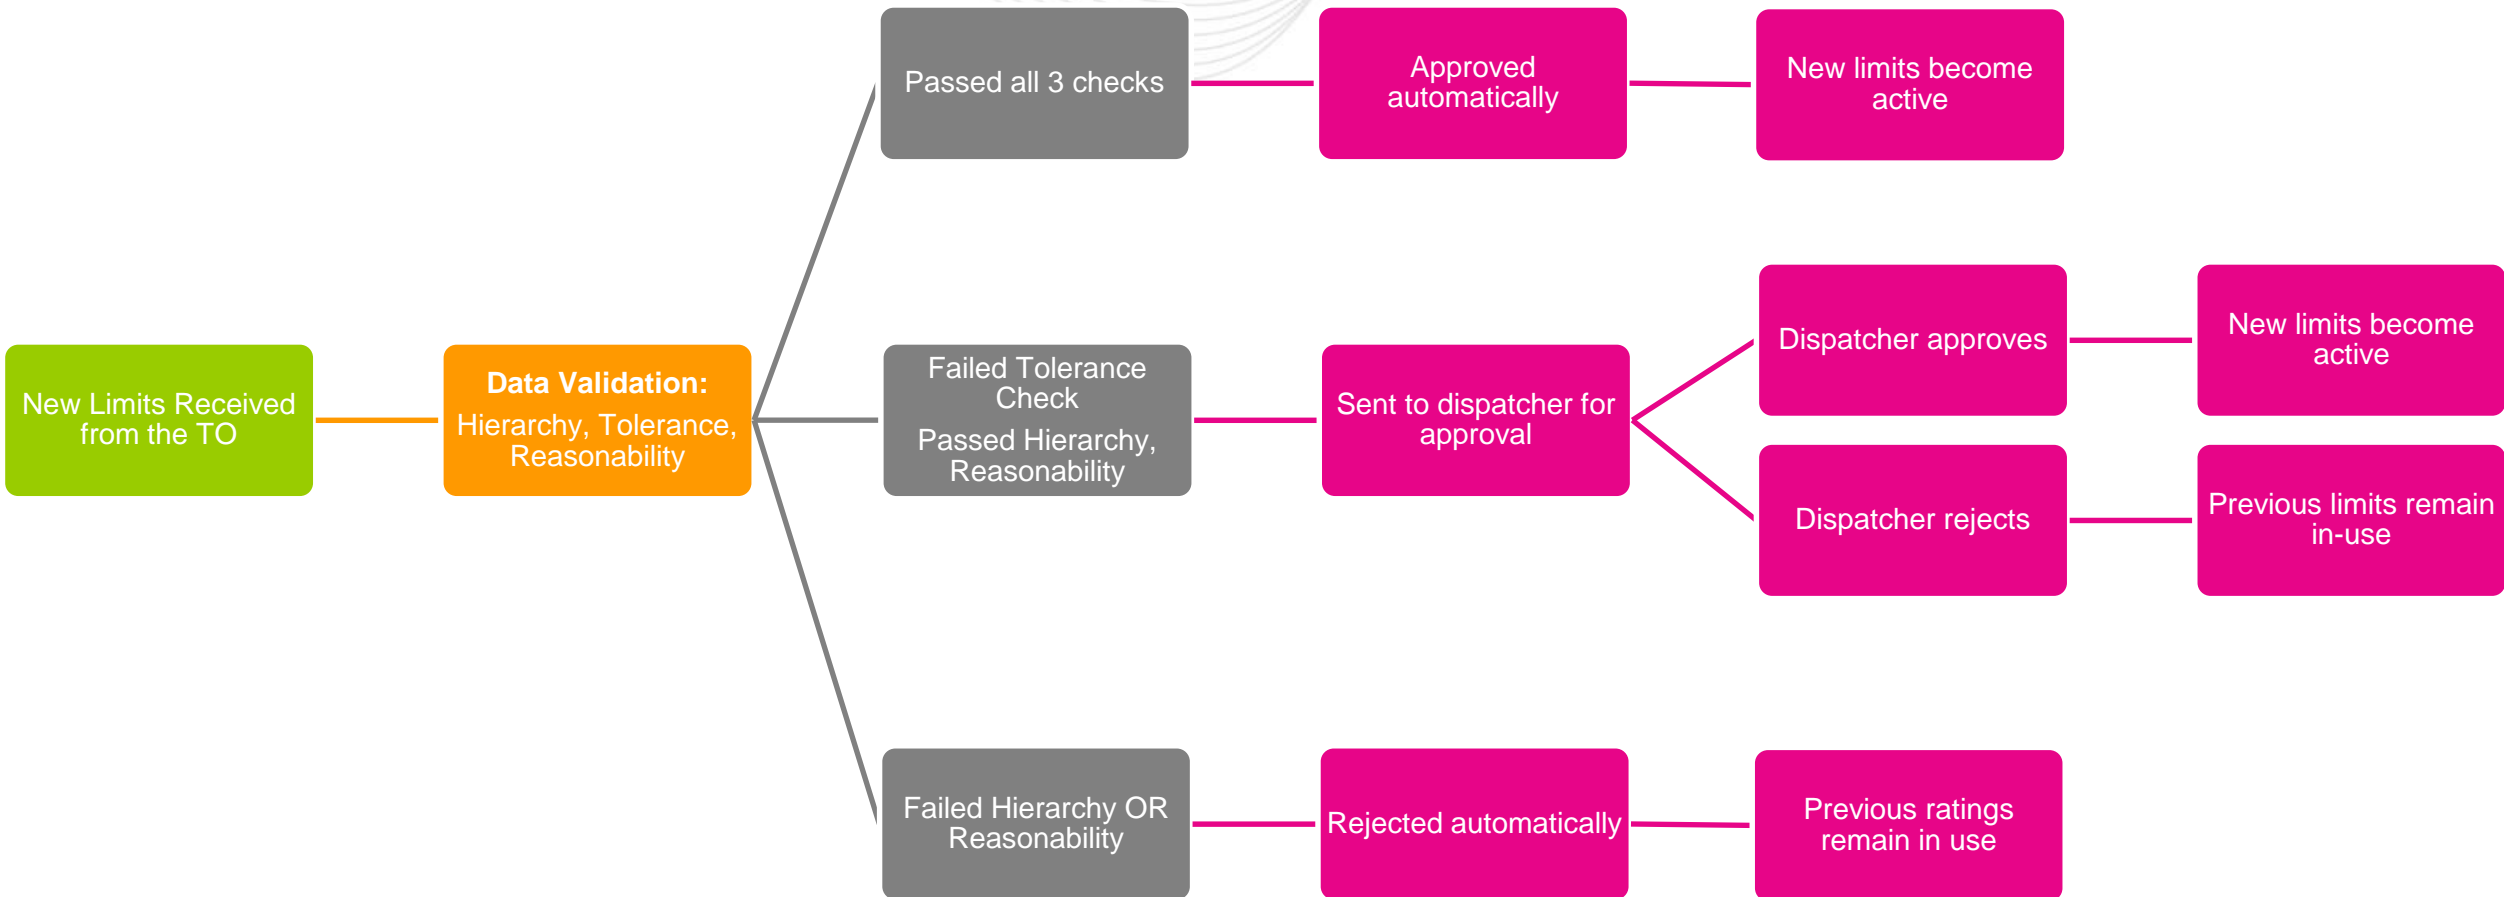 New Limits Received
from the TO
Data Validation:
Hierarchy, Tolerance,
Reasonability
Passed all 3 checks
Approved
automatically
New limits become
active
Failed Tolerance
Check
Passed Hierarchy,
Reasonability
Sent to dispatcher for
approval
Dispatcher approves
New limits become
active
Dispatcher rejects
Previous limits remain
in-use
Failed Hierarchy OR
Reasonability
Rejected automatically
Previous ratings
remain in use